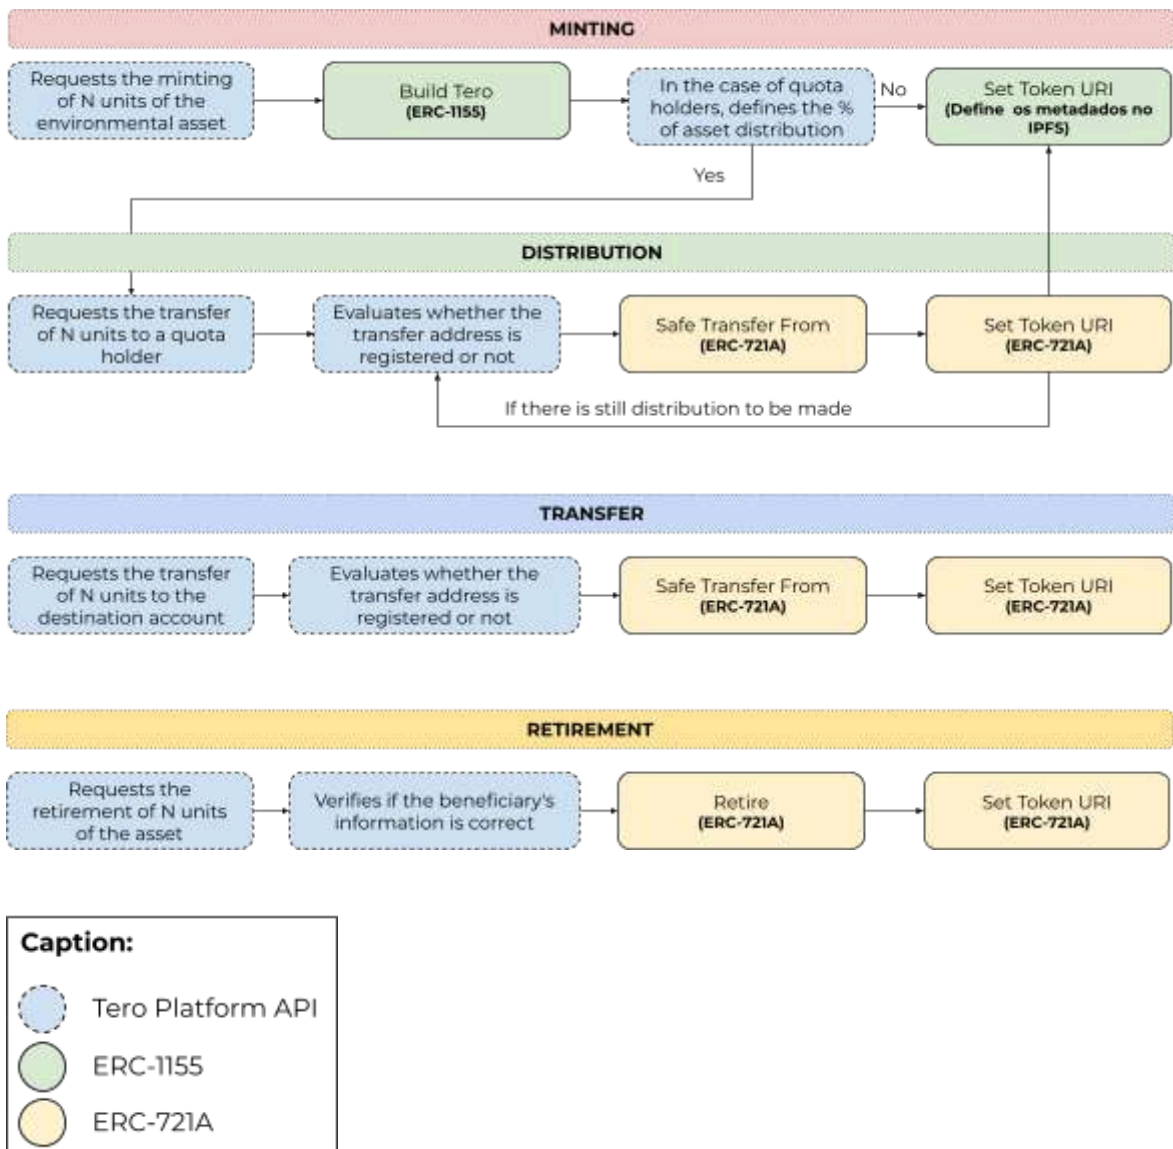 MINTING
Requests the minting
of N units of the
environmental asset
Build Tero
(ERC-1155)
In the case of quota
holders, defines the %
of asset distribution
No
Set Token URI
(Define os metadados no
IPFS)
Yes
DISTRIBUTION
Requests the transfer
of N units to a quota
holder
Evaluates whether the
transfer address is
registered or not
Safe Transfer From
(ERC-721A)
Set Token URI
(ERC-721A)
If there is still distribution to be made
TRANSFER
Requests the transfer
of N units to the
destination account
Evaluates whether the
transfer address is
registered or not
Safe Transfer From
(ERC-721A)
Set Token URI
(ERC-721A)
RETIREMENT
Requests the
retirement of N units
of the asset
Verifies if the beneficiary's
information is correct
Retire
(ERC-721A)
Set Token URI
(ERC-721A)
Caption:
Tero Platform API
ERC-1155
ERC-721A